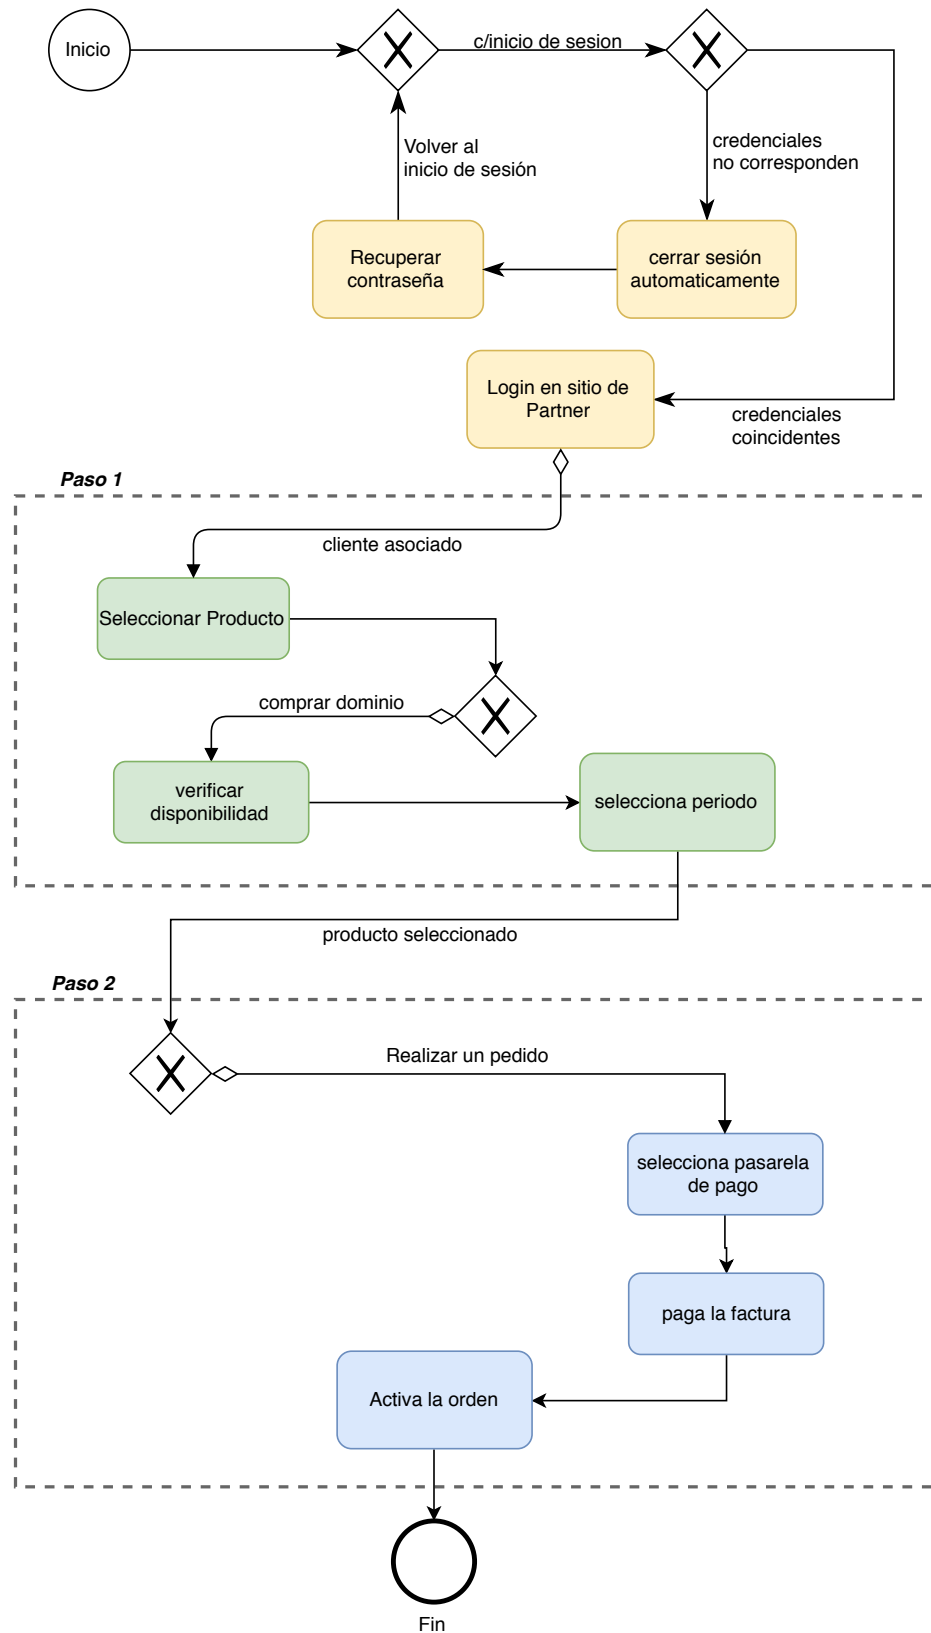 Inicio
c/inicio de sesion
Volver al
inicio de sesión
credenciales
no corresponden
Recuperar
contraseña
cerrar sesión
automaticamente
Login en sitio de
Partner
credenciales
coincidentes
Paso 1
cliente asociado
Seleccionar Producto
comprar dominio
verificar
disponibilidad
selecciona periodo
producto seleccionado
Paso 2
Realizar un pedido
selecciona pasarela
de pago
paga la factura
Activa la orden
Fin